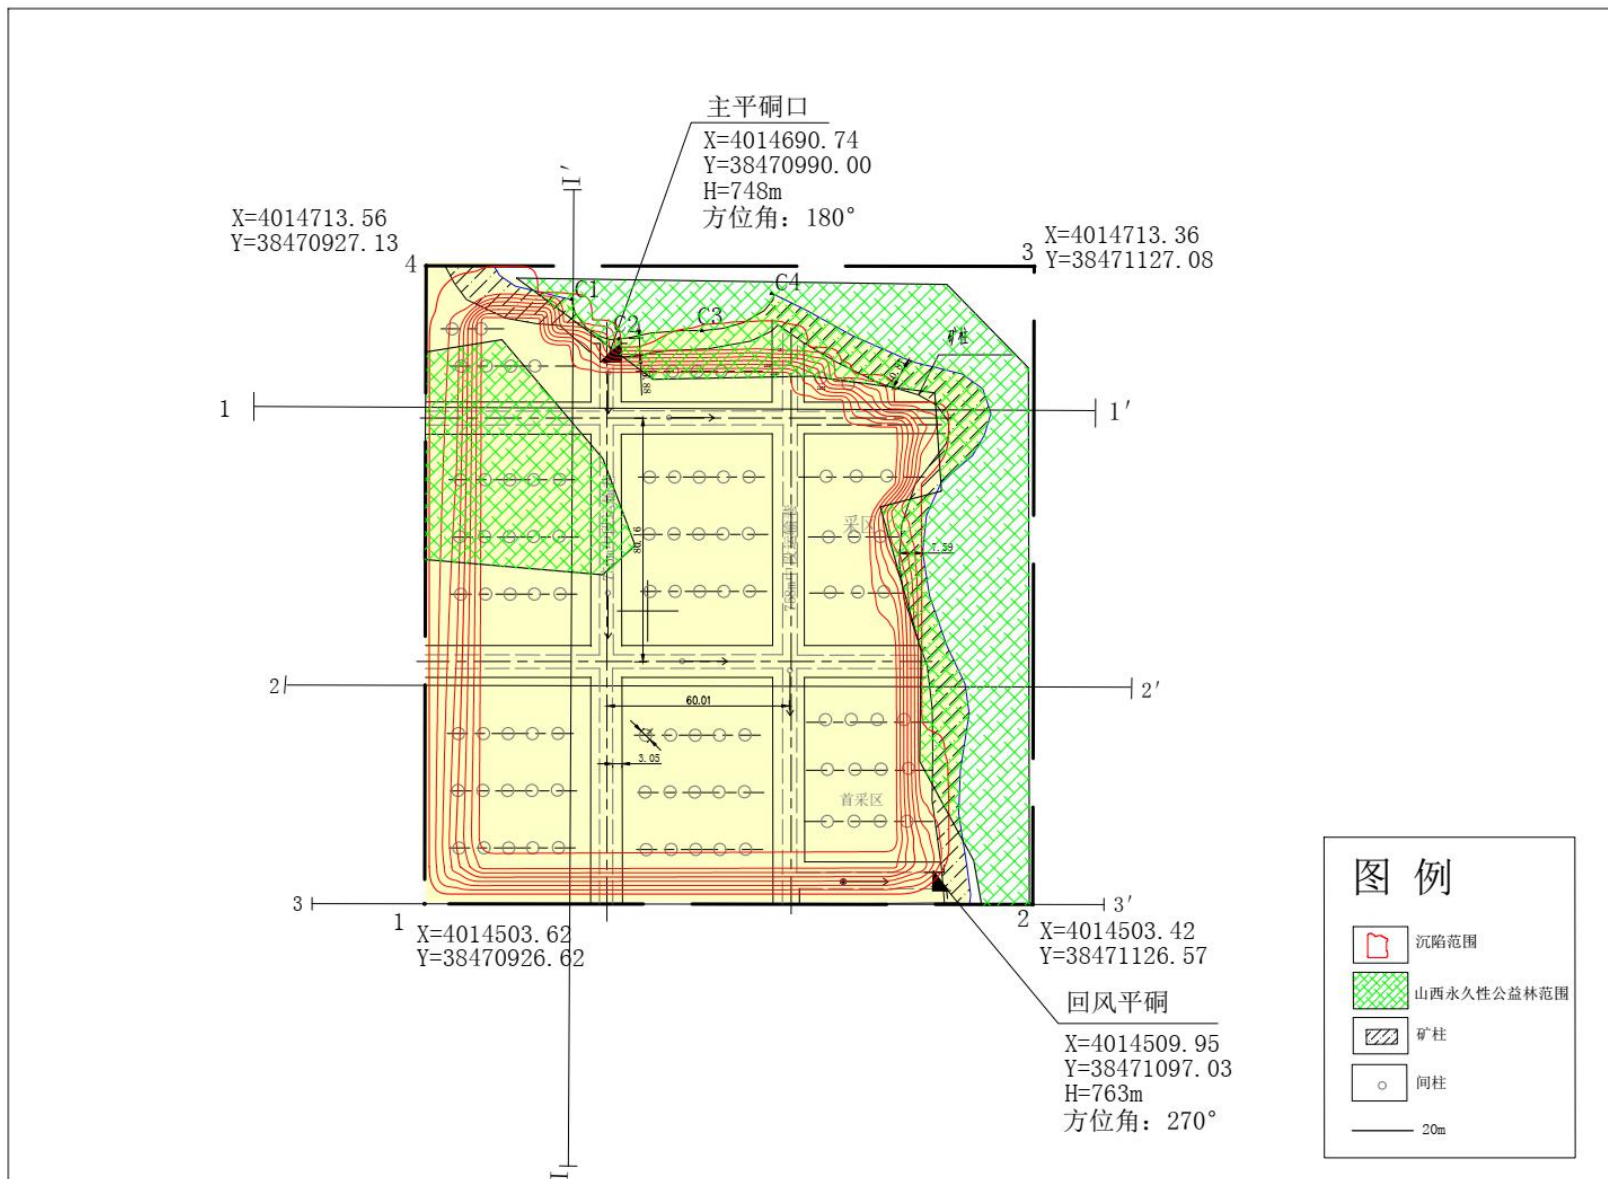 主平硐口
X=4014690.74
Y=38470990.00
H=748m
方位角：180°
I'
X=4014713.56
Y=38470927.13
4
X=4014713.36
Y=38471127.08
3
C1
C2
C3
C4
矿柱
1
1'
采区
7.59
80.16
2
2'
60.01
3.05
首采区
3
3'
1
X=4014503.62
Y=38470926.62
2
X=4014503.42
Y=38471126.57
回风平硐
X=4014509.95
Y=38471097.03
H=763m
方位角：270°
I
图 例
沉陷范围
山西永久性公益林范围
矿柱
间柱
20m